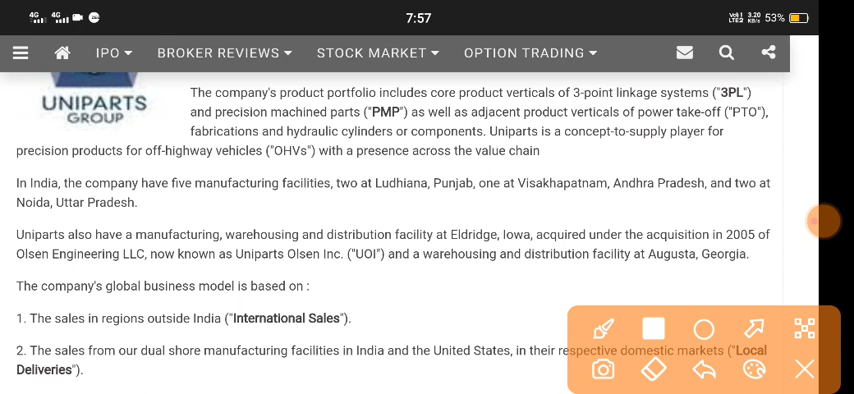 4G 4G 7:57 VoI) LTE2 3.20 KB/s 53%
IPO BROKER REVIEWS STOCK MARKET OPTION TRADING
UNIPARTS
GROUP
The company's product portfolio includes core product verticals of 3-point linkage systems ("3PL")
and precision machined parts ("PMP") as well as adjacent product verticals of power take-off ("PTO"),
fabrications and hydraulic cylinders or components. Uniparts is a concept-to-supply player for
precision products for off-highway vehicles ("OHVs") with a presence across the value chain
In India, the company have five manufacturing facilities, two at Ludhiana, Punjab, one at Visakhapatnam, Andhra Pradesh, and two at
Noida, Uttar Pradesh.
Uniparts also have a manufacturing, warehousing and distribution facility at Eldridge, Iowa, acquired under the acquisition in 2005 of
Olsen Engineering LLC, now known as Uniparts Olsen Inc. ("UOI") and a warehousing and distribution facility at Augusta, Georgia.
The company's global business model is based on :
1. The sales in regions outside India ("International Sales").
2. The sales from our dual shore manufacturing facilities in India and the United States, in their respective domestic markets ("Local
Deliveries").